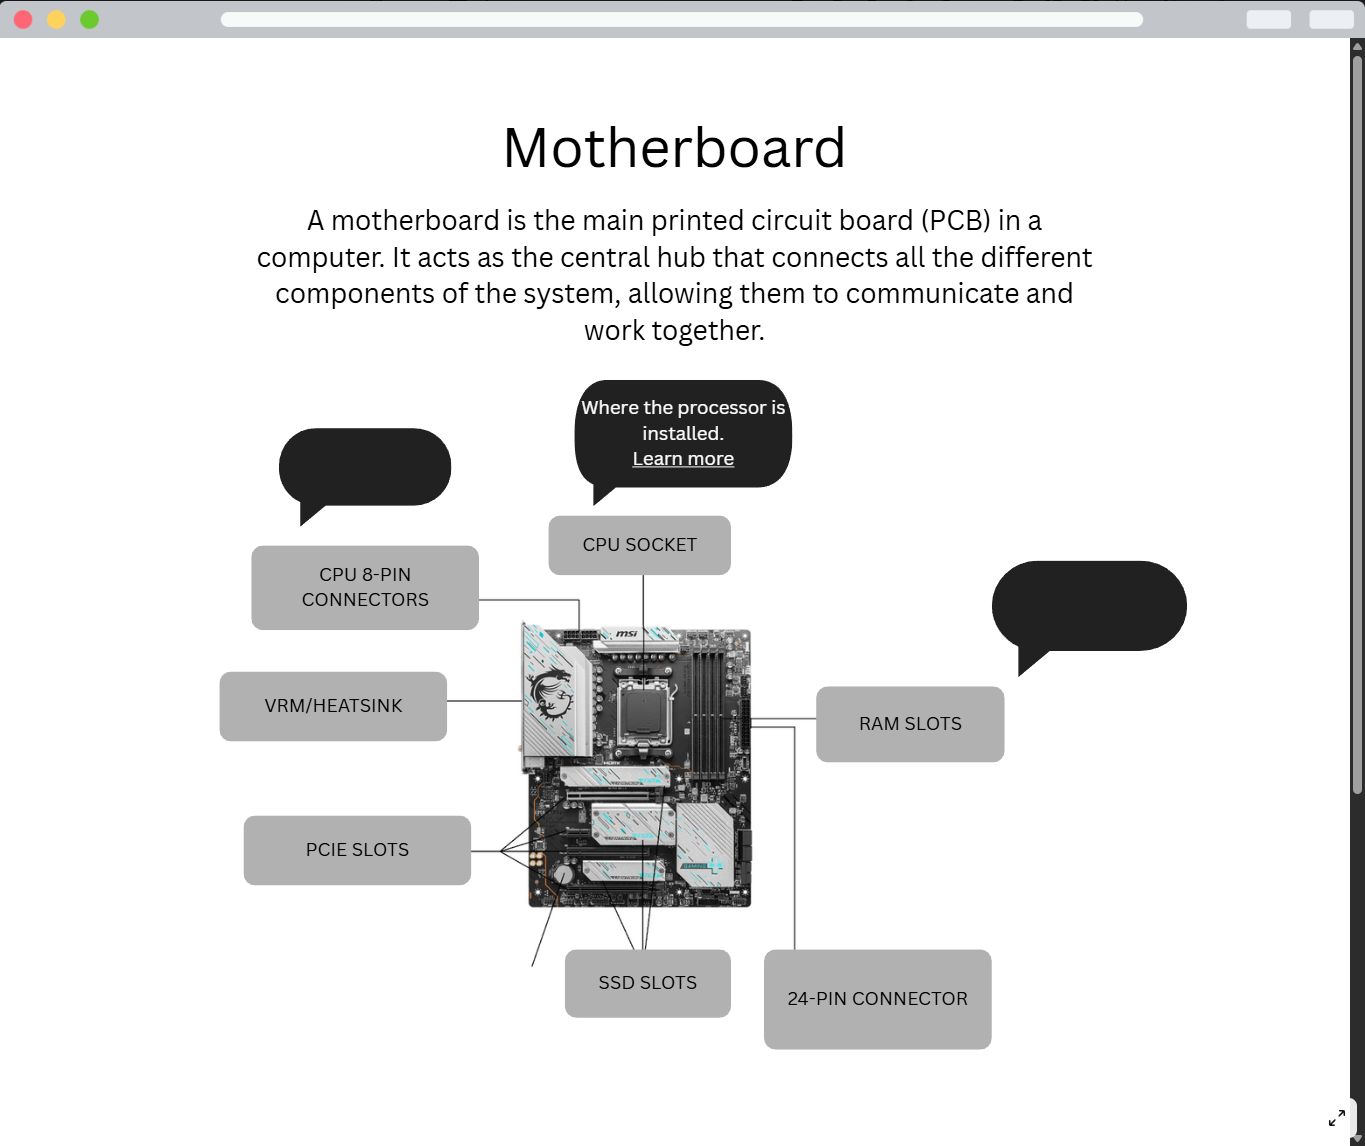 Motherboard
A motherboard is the main printed circuit board (PCB) in a
computer. It acts as the central hub that connects all the different
components of the system, allowing them to communicate and
work together.
Where the processor is
installed.
Learn more
CPU SOCKET
CPU 8-PIN
CONNECTORS
msi
VRM/HEATSINK
RAM SLOTS
PCIE SLOTS
SSD SLOTS
24-PIN CONNECTOR